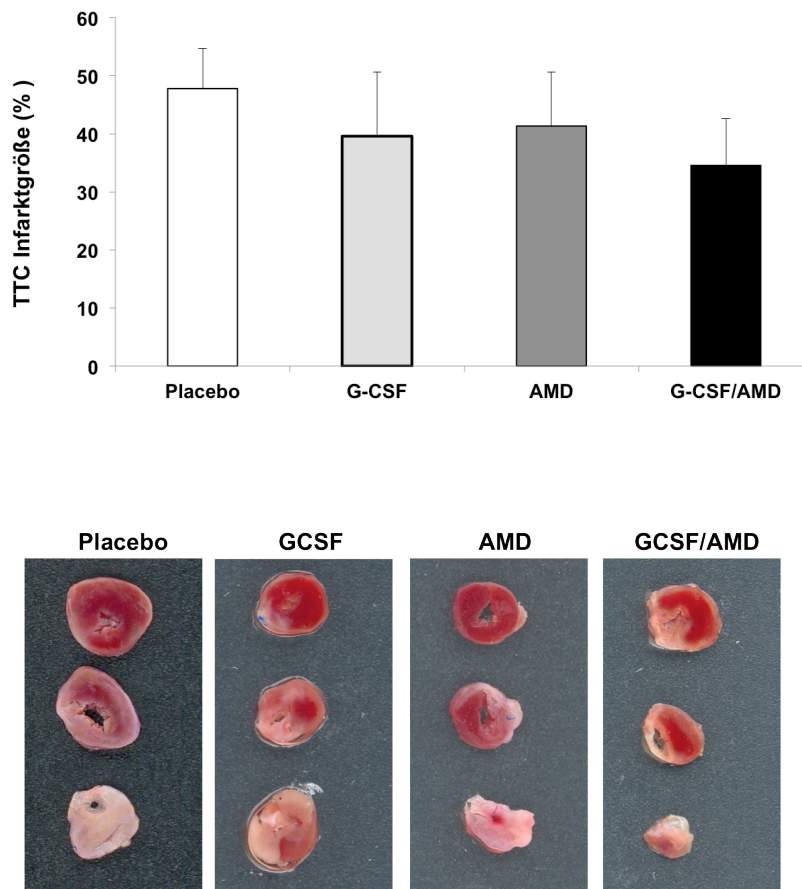 60
50
40
30
20
10
0
TTC Infarktgröße (% )
Placebo G-CSF AMD G-CSF/AMD
Placebo GCSF AMD GCSF/AMD